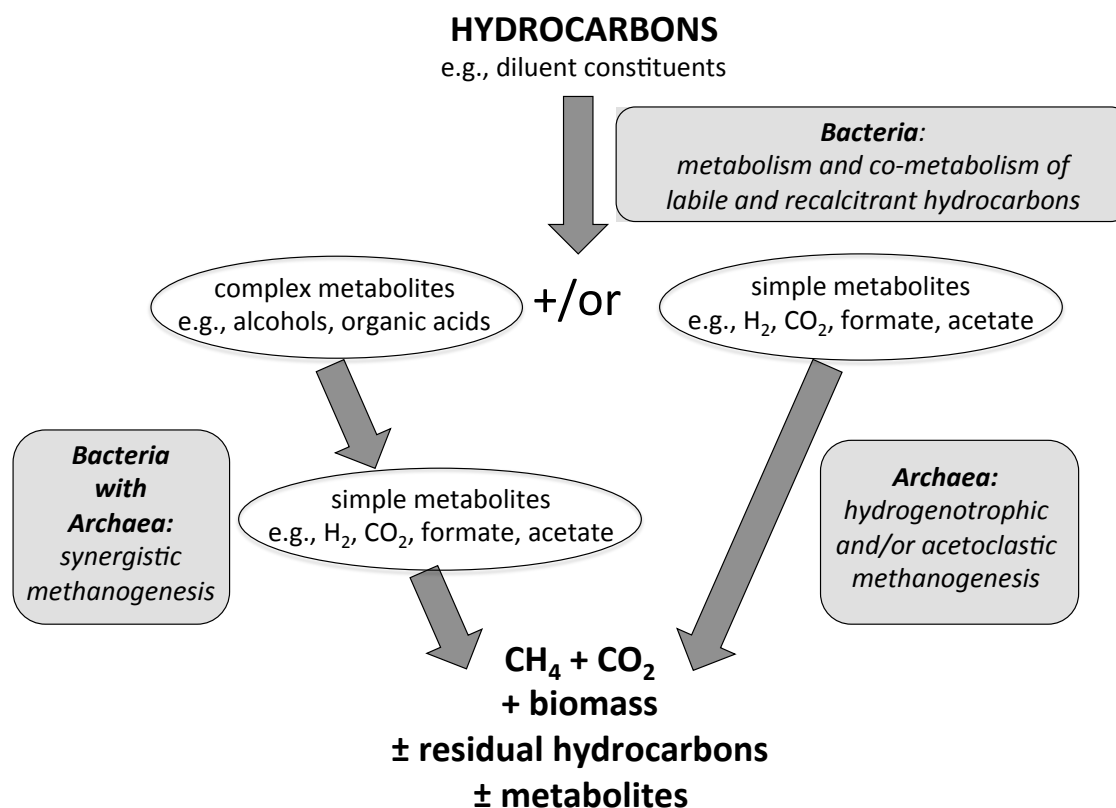 HYDROCARBONS
e.g., diluent constituents
Bacteria:
metabolism and co-metabolism of
labile and recalcitrant hydrocarbons
complex metabolites
e.g., alcohols, organic acids
+/or
simple metabolites
e.g., H₂, CO₂, formate, acetate
Bacteria
with
Archaea:
synergistic
methanogenesis
simple metabolites
e.g., H₂, CO₂, formate, acetate
Archaea:
hydrogenotrophic
and/or acetoclastic
methanogenesis
CH₄ + CO₂
+ biomass
± residual hydrocarbons
± metabolites